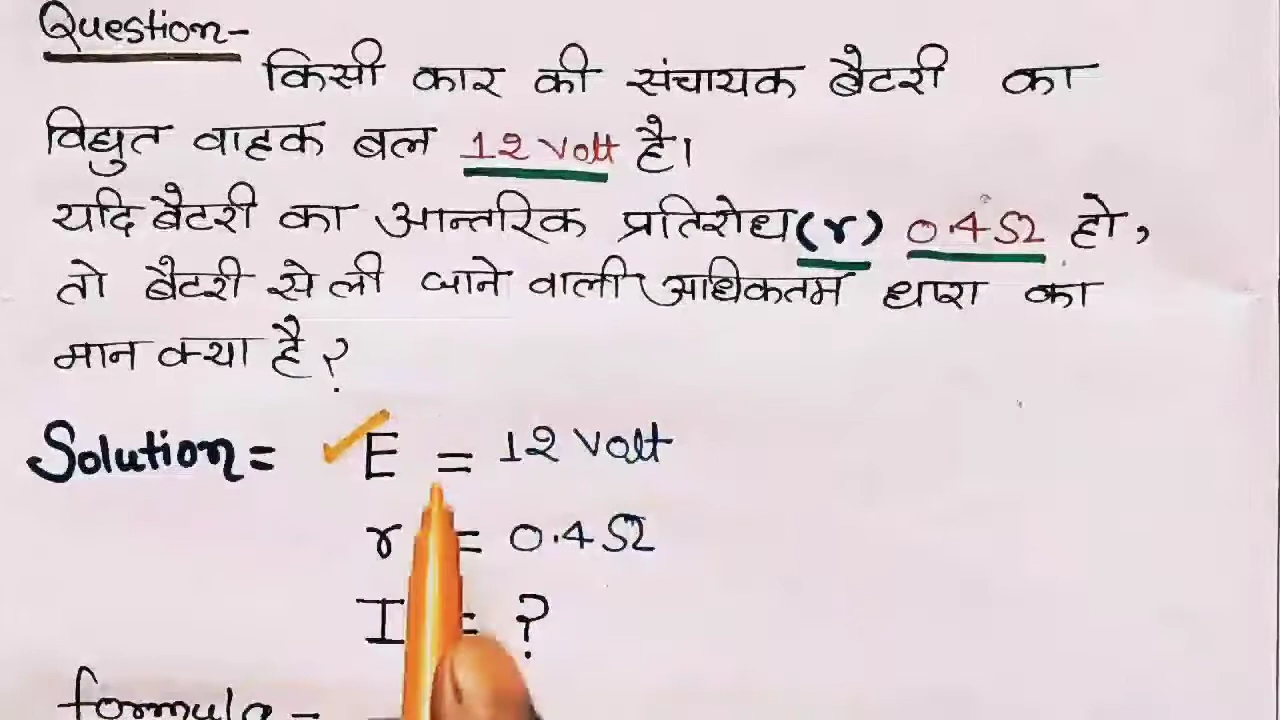 Question-
किसी कार की संचायक बैटरी का
विद्युत वाहक बल 12 Volt है।
यदि बैटरी का आन्तरिक प्रतिरोध(r) 0.4Ω हो,
तो बैटरी से ली जाने वाली अधिकतम धारा का
मान क्या है?
Solution= E = 12 Volt
r = 0.4Ω
I = ?
formula-